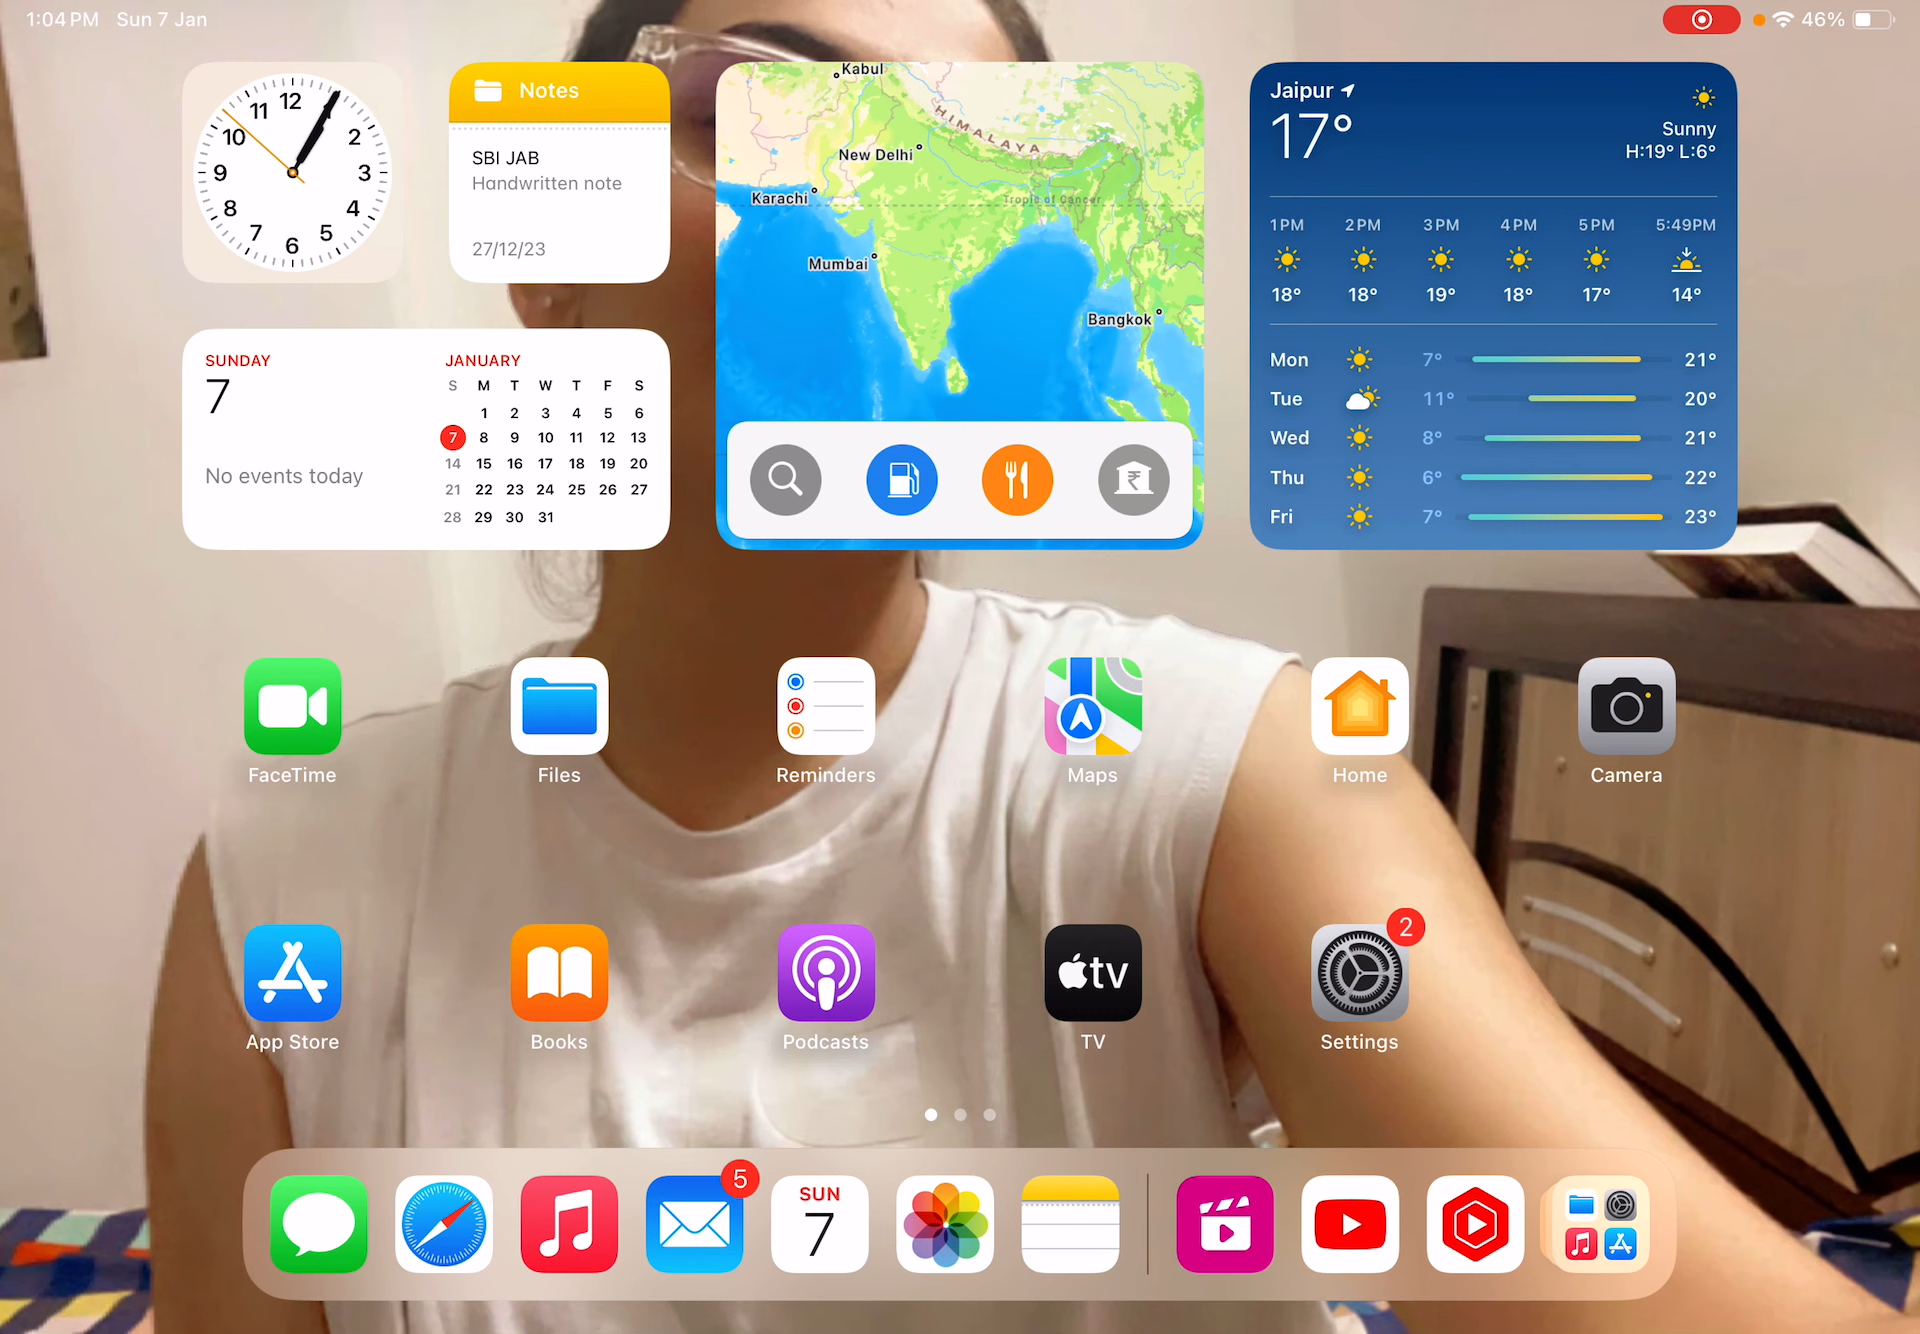 1:04 PM Sun 7 Jan
46%
12
11
10
9
8
7
6
5
4
3
2
Notes
SBI JAB
Handwritten note
27/12/23
Kabul
HIMALAYA
New Delhi
Karachi
Tropic of Cancer
Mumbai
Bangkok
Jaipur
17°
Sunny
H:19° L:6°
1PM 2PM 3PM 4PM 5PM 5:49PM
18° 18° 19° 18° 17° 14°
Mon 7° 21°
Tue 11° 20°
Wed 8° 21°
Thu 6° 22°
Fri 7° 23°
SUNDAY
7
No events today
JANUARY
S M T W T F S
1 2 3 4 5 6
7 8 9 10 11 12 13
14 15 16 17 18 19 20
21 22 23 24 25 26 27
28 29 30 31
₹
FaceTime
Files
Reminders
Maps
Home
Camera
App Store
Books
Podcasts
tv
TV
2
Settings
5
SUN
7